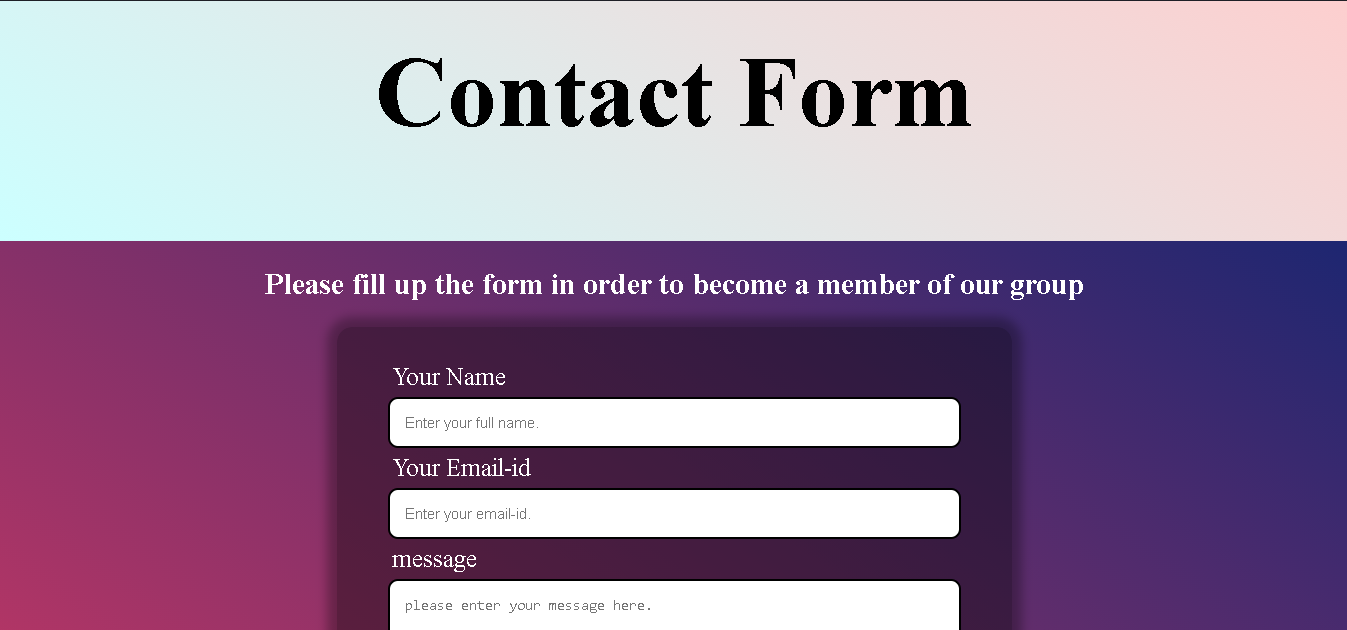 Contact Form
Please fill up the form in order to become a member of our group
Your Name
Enter your full name.
Your Email-id
Enter your email-id.
message
please enter your message here.